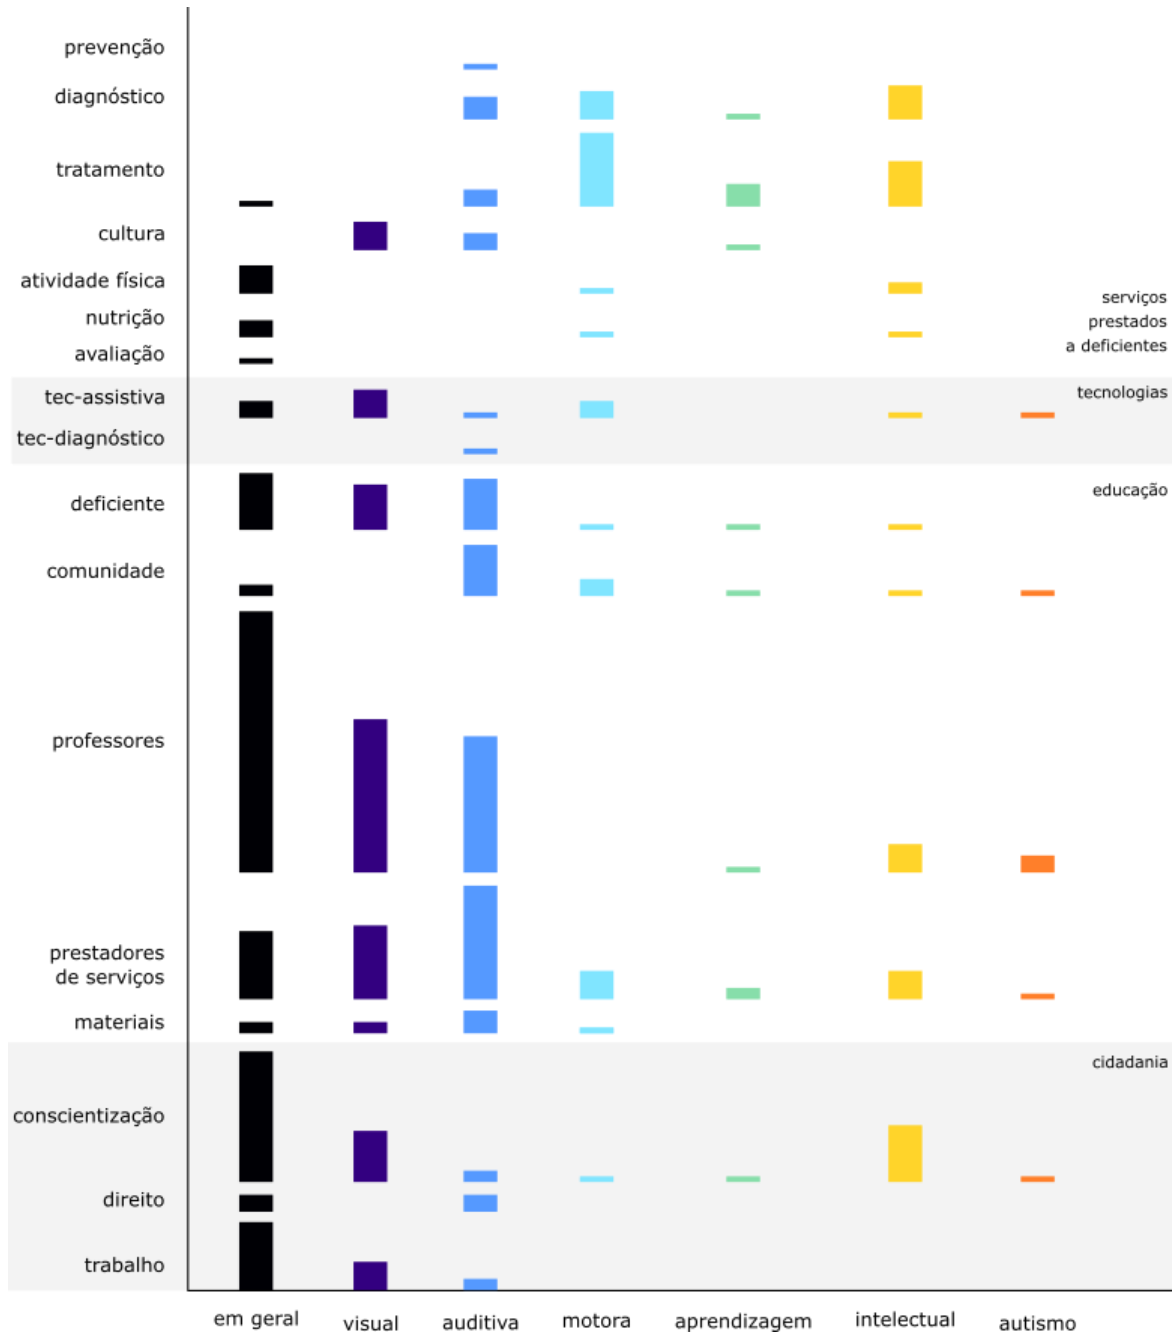 prevenção
diagnóstico
tratamento
cultura
atividade física
nutrição
avaliação
serviços
prestados
a deficientes
tec-assistiva
tec-diagnóstico
tecnologias
deficiente
comunidade
professores
prestadores
de serviços
materiais
educação
conscientização
direito
trabalho
cidadania
em geral
visual
auditiva
motora
aprendizagem
intelectual
autismo